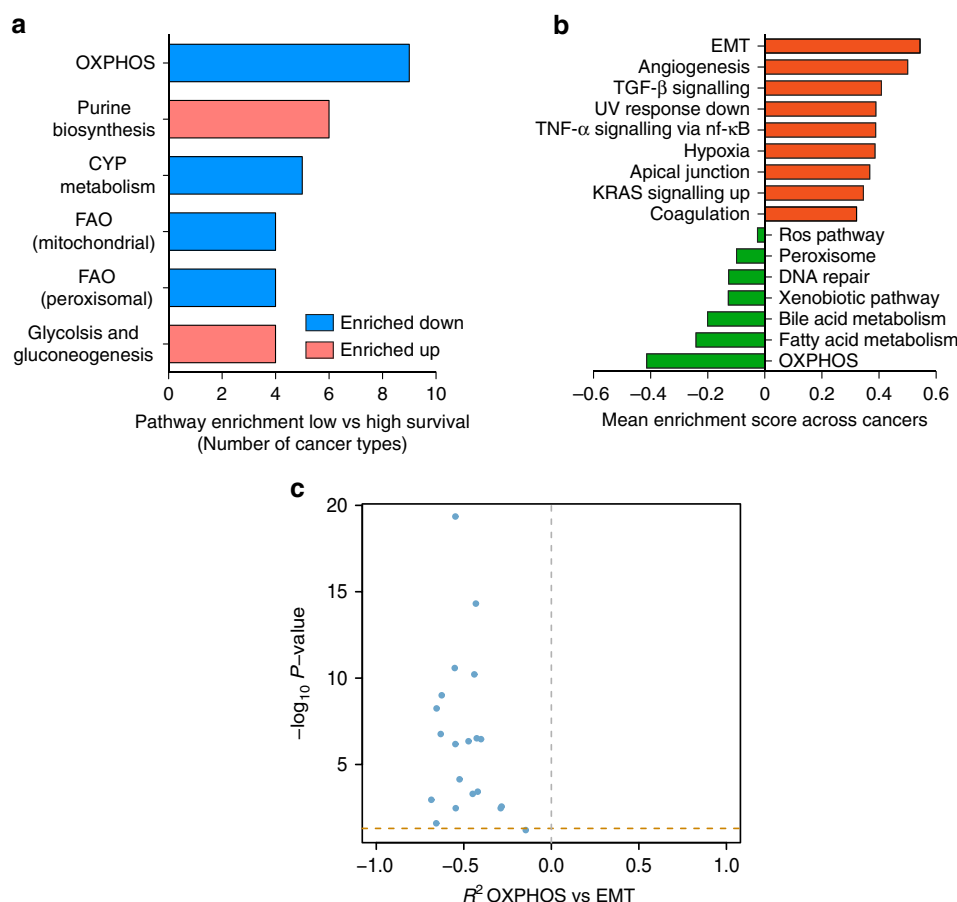 a
OXPHOS
Purine
biosynthesis
CYP
metabolism
FAO
(mitochondrial)
FAO
(peroxisomal)
Glycolsis and
gluconeogenesis
Enriched down
Enriched up
0 2 4 6 8 10
Pathway enrichment low vs high survival
(Number of cancer types)
b
EMT
Angiogenesis
TGF-β signalling
UV response down
TNF-α signalling via nf-κB
Hypoxia
Apical junction
KRAS signalling up
Coagulation
Ros pathway
Peroxisome
DNA repair
Xenobiotic pathway
Bile acid metabolism
Fatty acid metabolism
OXPHOS
−0.6 −0.4 −0.2 0 0.2 0.4 0.6
Mean enrichment score across cancers
c
20
15
10
5
−log10 P−value
−1.0 −0.5 0.0 0.5 1.0
R2 OXPHOS vs EMT